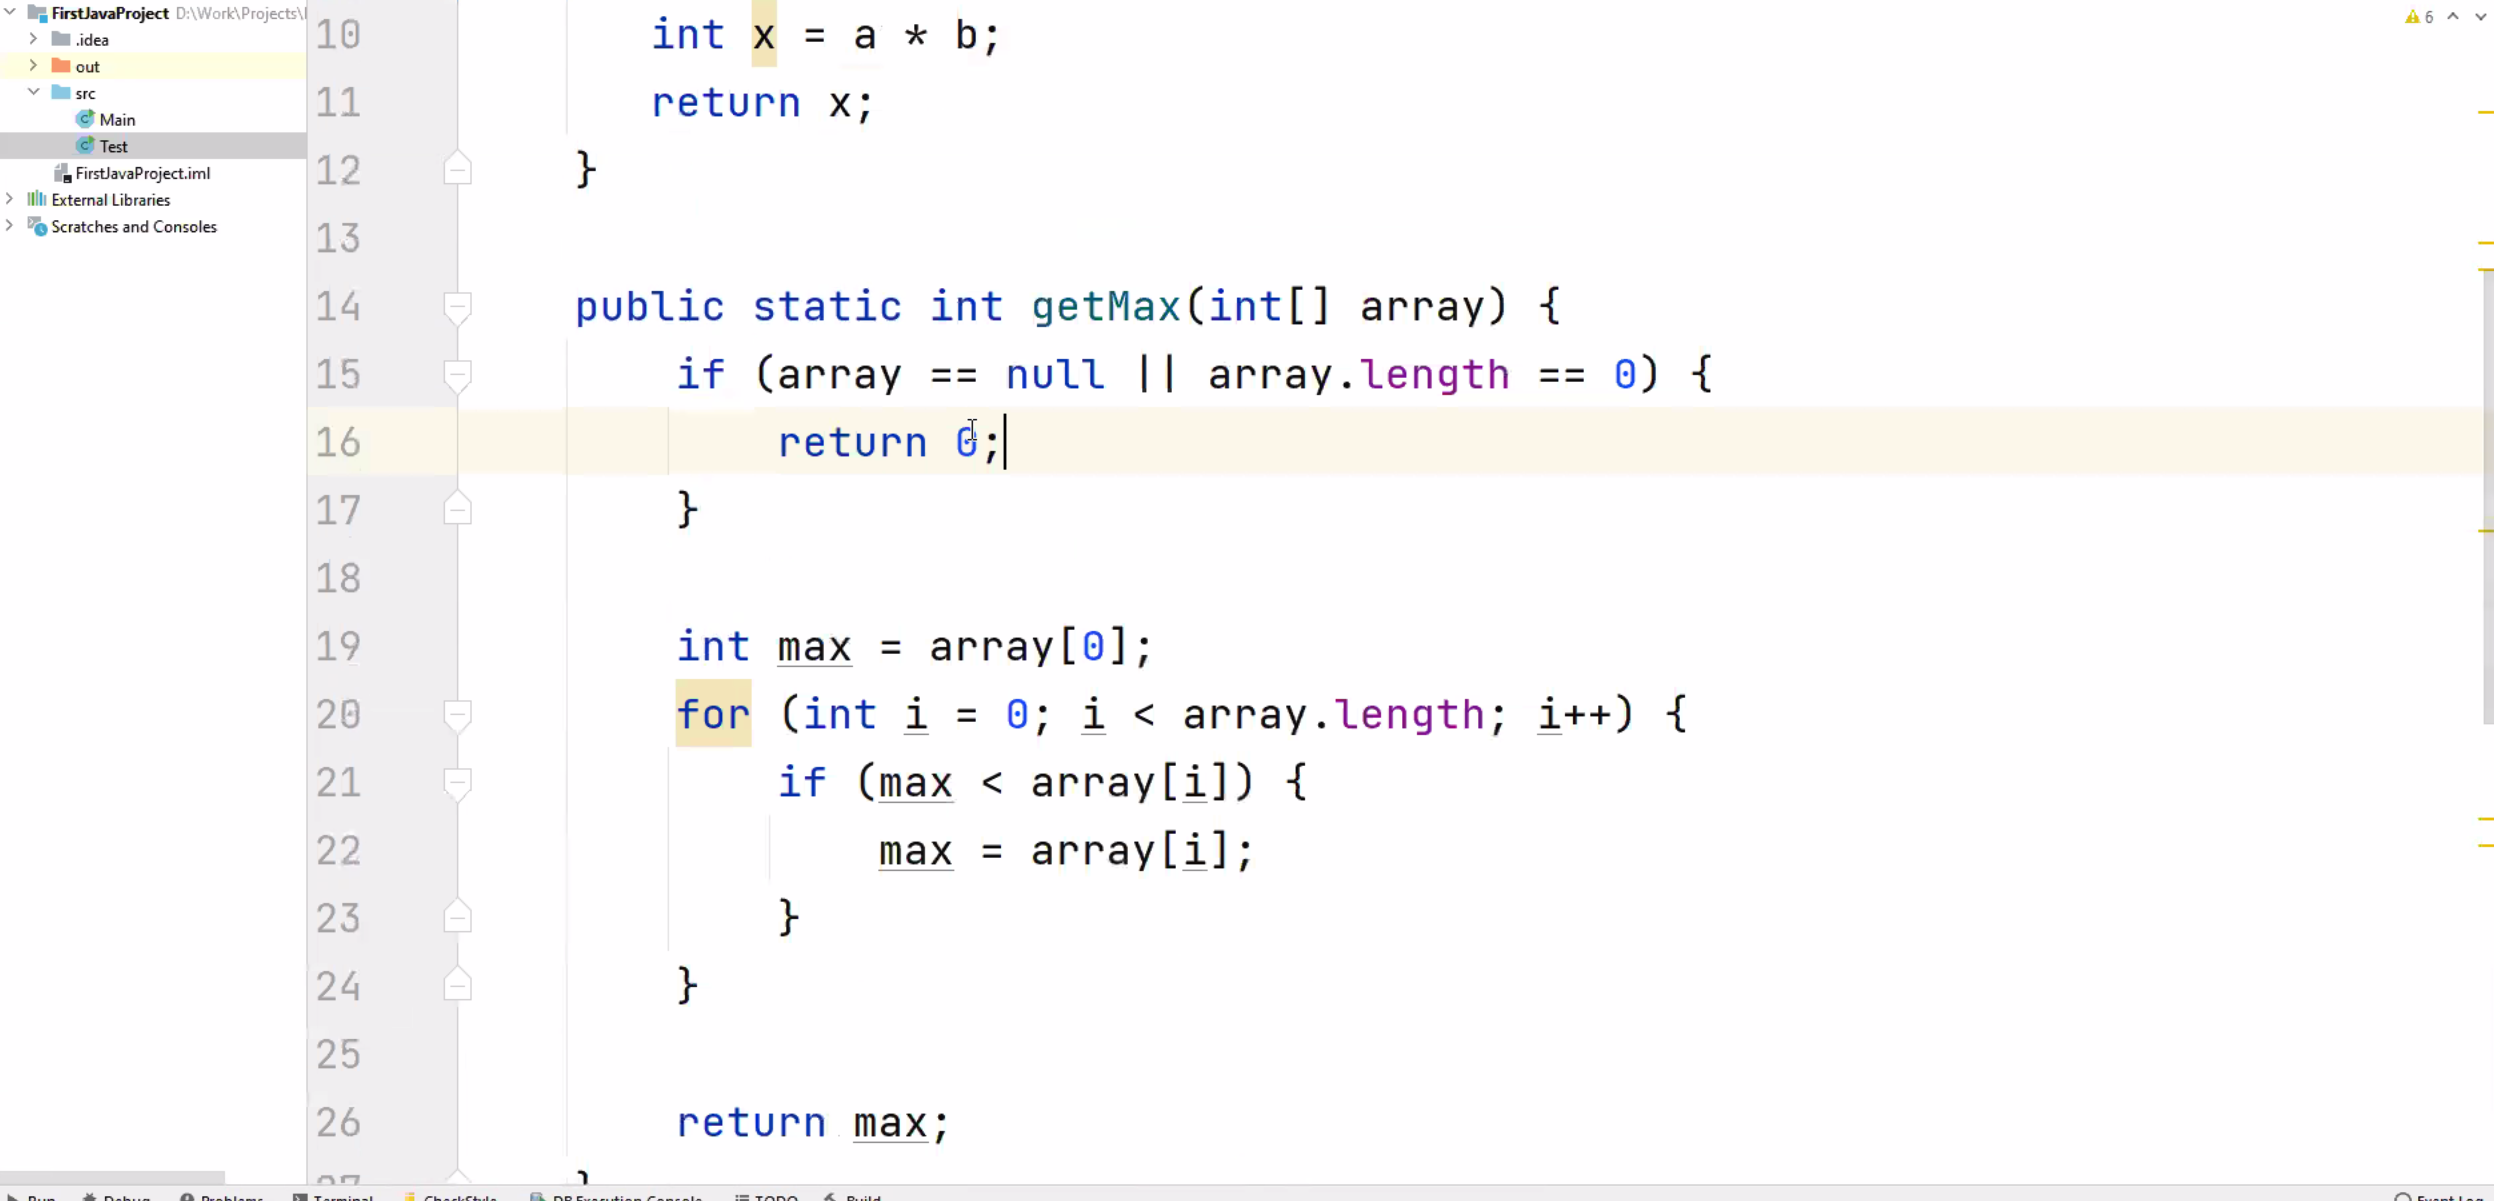 FirstJavaProject D:\Work\Projects\
.idea
out
src
Main
Test
FirstJavaProject.iml
External Libraries
Scratches and Consoles
6
10 int x = a * b;
11 return x;
12 }
13
14 public static int getMax(int[] array) {
15 if (array == null || array.length == 0) {
16 return 0;
17 }
18
19 int max = array[0];
20 for (int i = 0; i < array.length; i++) {
21 if (max < array[i]) {
22 max = array[i];
23 }
24 }
25
26 return max;
27 }
Run Debug Problems Terminal CheckStyle DB Execution Console TODO Build Event Log